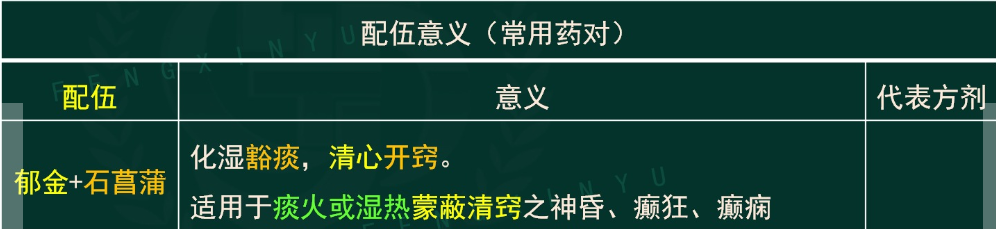 配伍意义（常用药对）
配伍 意义 代表方剂
化湿豁痰，清心开窍。
郁金+石菖蒲
适用于痰火或湿热蒙蔽清窍之神昏、癫狂、癫痫
FENGXINYU
INYU